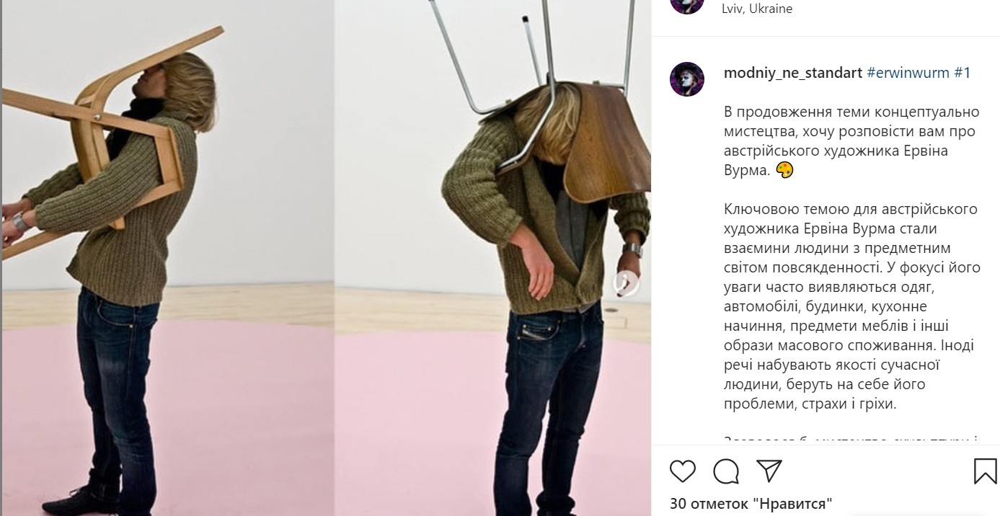 Lviv, Ukraine
modniy_ne_standart #erwinwurm #1
В продовження теми концептуально
мистецтва, хочу розповісти вам про
австрійського художника Ервіна
Вурма.
Ключовою темою для австрійського
художника Ервіна Вурма стали
взаємини людини з предметним
світом повсякденності. У фокусі його
уваги часто виявляються одяг,
автомобілі, будинки, кухонне
начиння, предмети меблів і інші
образи масового споживання. Іноді
речі набувають якості сучасної
людини, беруть на себе його
проблеми, страхи і гріхи.
30 отметок "Нравится"